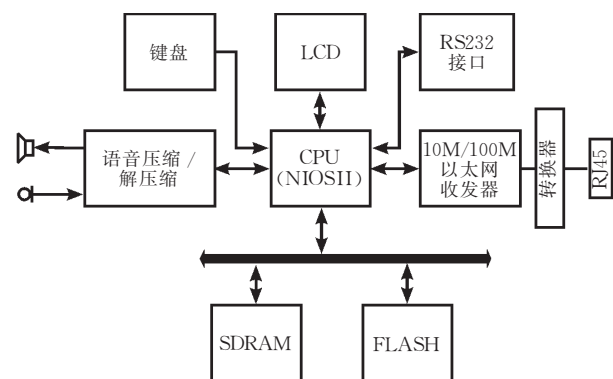 键盘
LCD
RS232
接口
语音压缩 /
解压缩
CPU
(NIOSII)
10M/100M
以太网
收发器
转换器
RJ45
SDRAM
FLASH